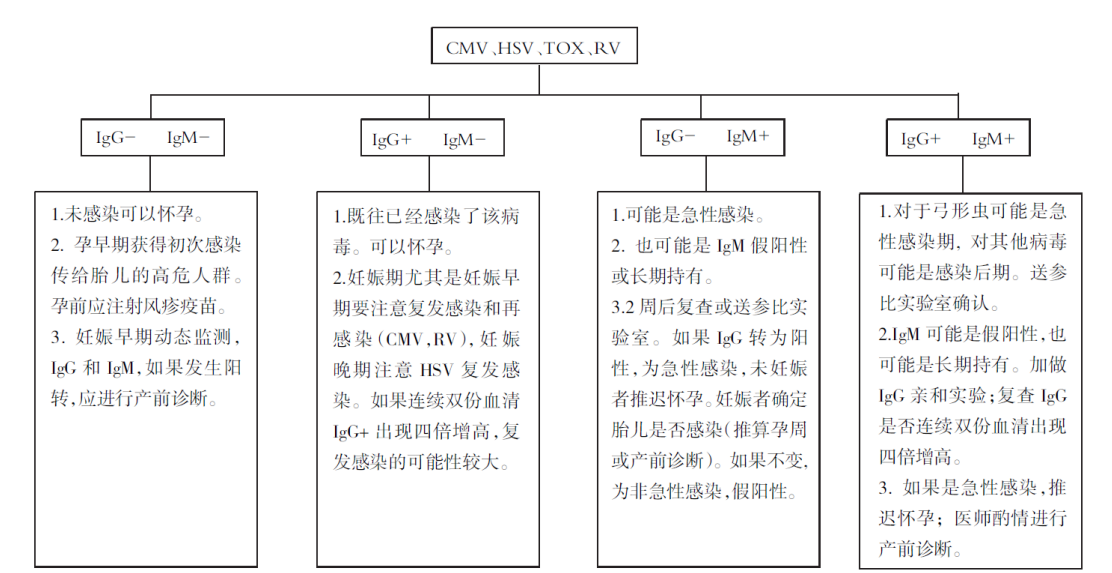 CMV、HSV、TOX、RV
IgG− IgM−
IgG+ IgM−
IgG− IgM+
IgG+ IgM+
1.未感染可以怀孕。
2. 孕早期获得初次感染
传给胎儿的高危人群。
孕前应注射风疹疫苗。
3. 妊娠早期动态监测,
IgG 和 IgM,如果发生阳
转,应进行产前诊断。
1.既往已经感染了该病
毒。可以怀孕。
2.妊娠期尤其是妊娠早
期要注意复发感染和再
感染(CMV,RV),妊娠
晚期注意 HSV 复发感
染。如果连续双份血清
IgG+ 出现四倍增高,复
发感染的可能性较大。
1.可能是急性感染。
2. 也可能是 IgM 假阳性
或长期持有。
3.2 周后复查或送参比实
验室。如果 IgG 转为阳
性,为急性感染,未妊娠
者推迟怀孕。妊娠者确定
胎儿是否感染(推算孕周
或产前诊断)。如果不变,
为非急性感染,假阳性。
1.对于弓形虫可能是急
性感染期, 对其他病毒
可能是感染后期。送参
比实验室确认。
2.IgM 可能是假阳性,也
可能是长期持有。加做
IgG 亲和实验;复查 IgG
是否连续双份血清出现
四倍增高。
3. 如果是急性感染,推
迟怀孕; 医师酌情进行
产前诊断。